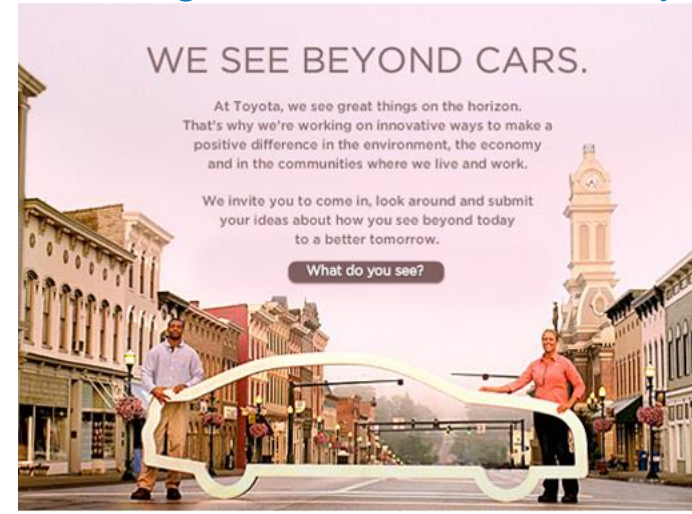 WE SEE BEYOND CARS.
At Toyota, we see great things on the horizon.
That's why we're working on innovative ways to make a
positive difference in the environment, the economy
and in the communities where we live and work.
We invite you to come in, look around and submit
your ideas about how you see beyond today
to a better tomorrow.
What do you see?